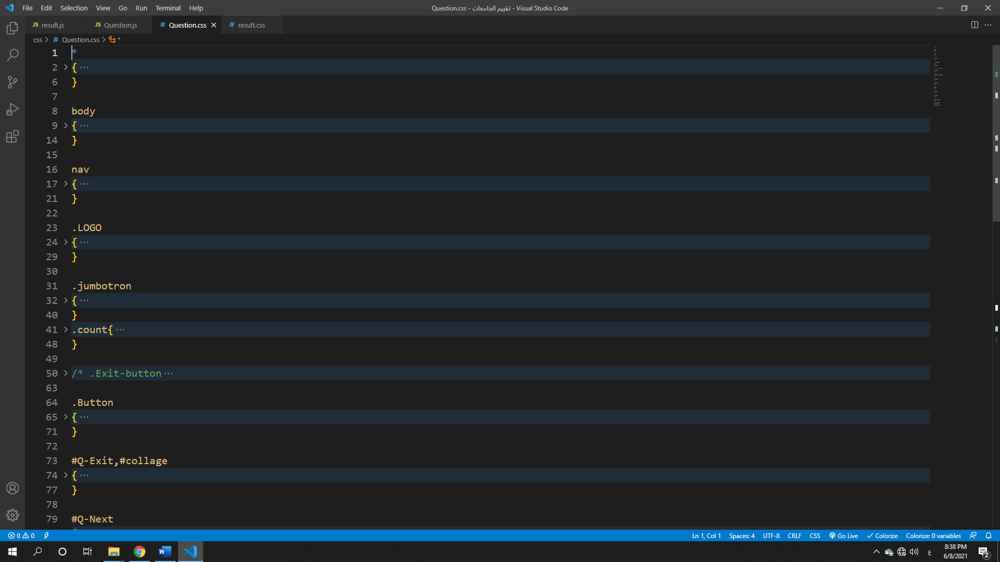 File Edit Selection View Go Run Terminal Help
Question.css - تقييم الجامعات - Visual Studio Code
JS result.js
JS Question.js
# Question.css
# result.css
css > # Question.css > *
1 *
2 { ...
6 }
7
8 body
9 { ...
14 }
15
16 nav
17 { ...
21 }
22
23 .LOGO
24 { ...
29 }
30
31 .jumbotron
32 { ...
40 }
41 .count{ ...
48 }
49
50 /* .Exit-button ...
63
64 .Button
65 { ...
71 }
72
73 #Q-Exit,#collage
74 { ...
77 }
78
79 #Q-Next
0 0
Ln 1, Col 1 Spaces: 4 UTF-8 CRLF CSS Go Live Colorize Colorize: 0 variables
ع
8:38 PM
6/8/2021
2